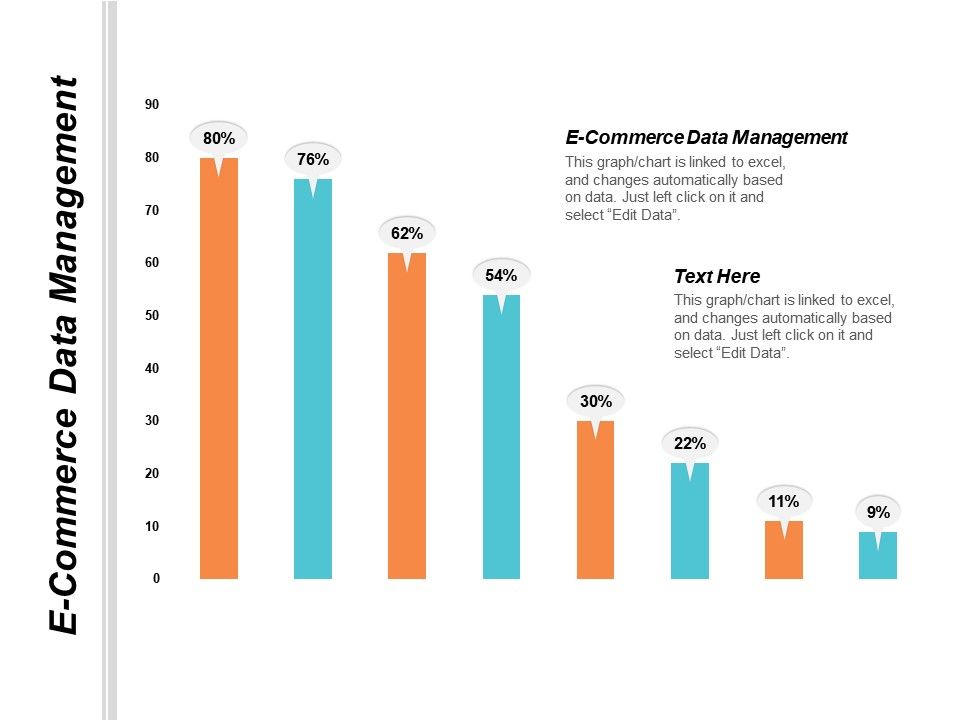 E-Commerce Data Management
90
80
70
60
50
40
30
20
10
0
80%
76%
62%
54%
30%
22%
11%
9%
E-Commerce Data Management
This graph/chart is linked to excel,
and changes automatically based
on data. Just left click on it and
select “Edit Data”.
Text Here
This graph/chart is linked to excel,
and changes automatically based
on data. Just left click on it and
select “Edit Data”.